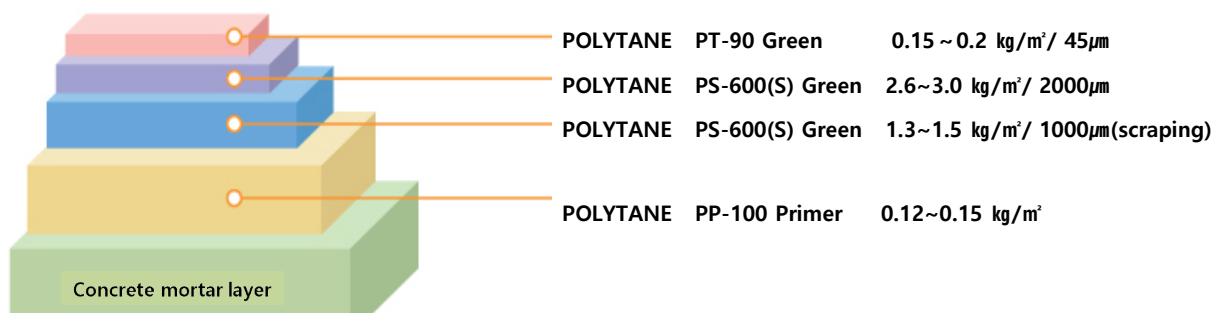 POLYTANE PT-90 Green 0.15 ~ 0.2 ㎏/㎡/ 45㎛
POLYTANE PS-600(S) Green 2.6~3.0 ㎏/㎡/ 2000㎛
POLYTANE PS-600(S) Green 1.3~1.5 ㎏/㎡/ 1000㎛(scraping)
POLYTANE PP-100 Primer 0.12~0.15 ㎏/㎡
Concrete mortar layer